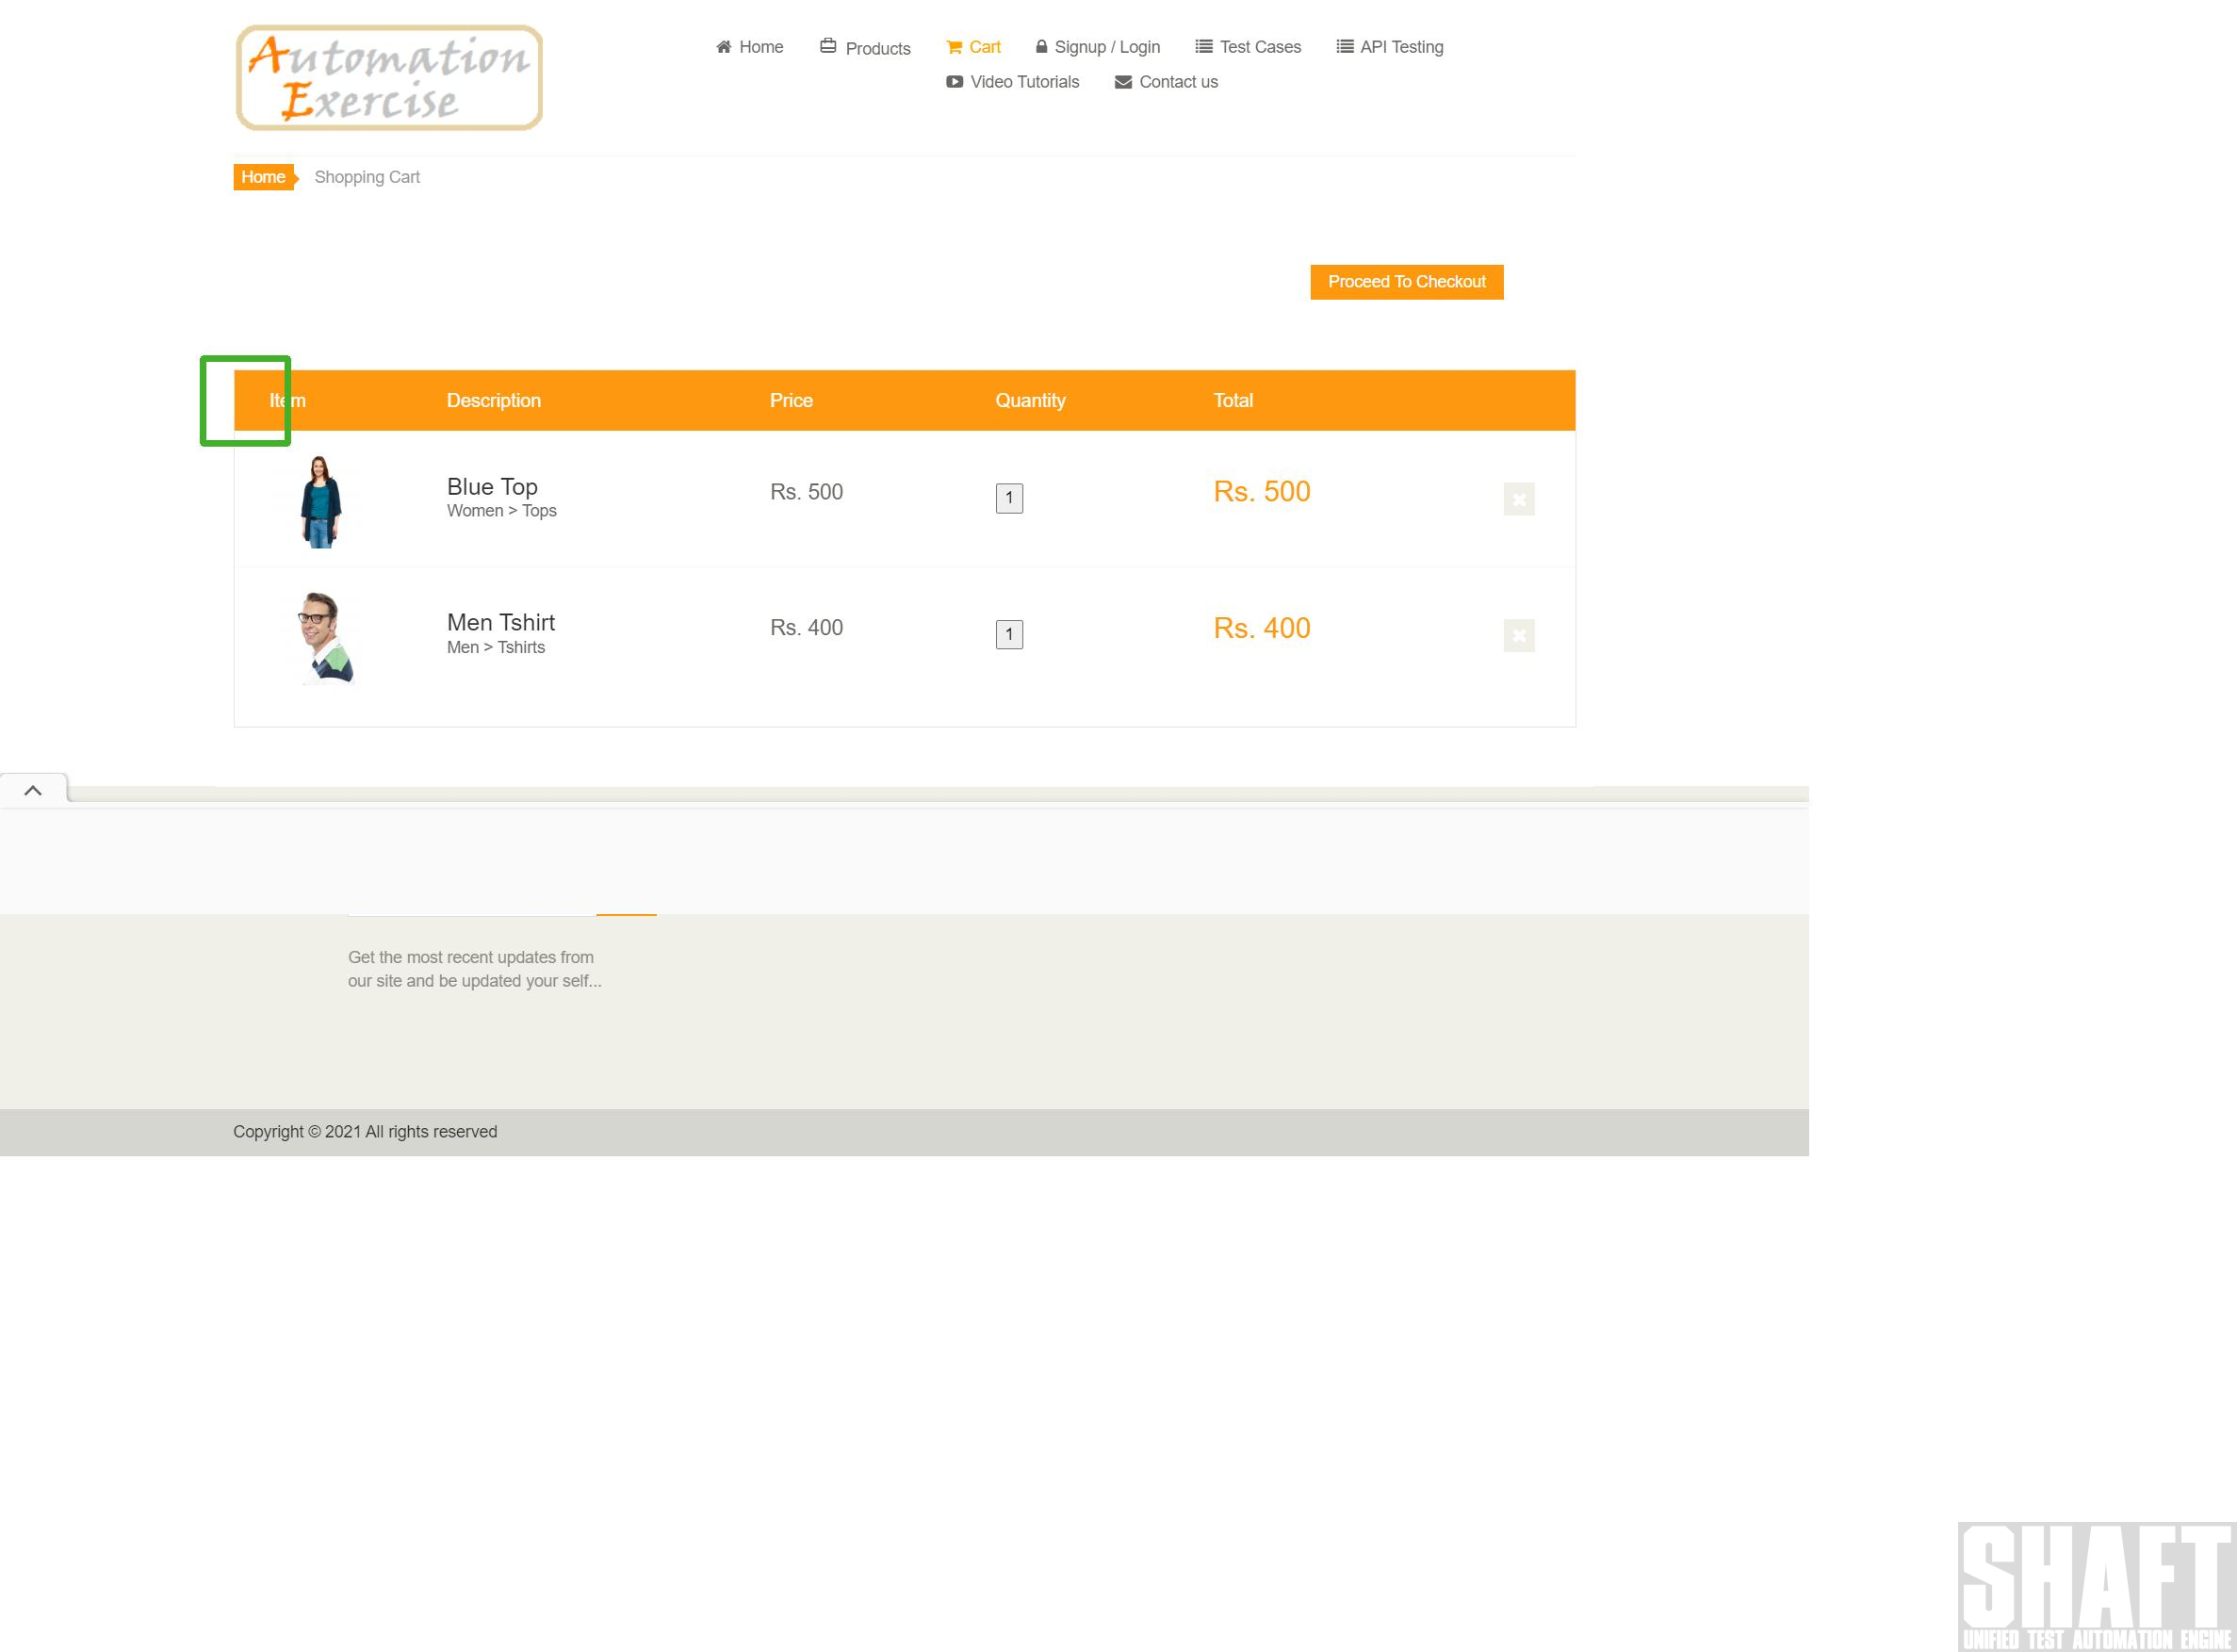 Automation
Exercise
Home Products Cart Signup / Login Test Cases API Testing
Video Tutorials Contact us
Home Shopping Cart
Proceed To Checkout
Item Description Price Quantity Total
Blue Top Rs. 500 1 Rs. 500
Women > Tops
Men Tshirt Rs. 400 1 Rs. 400
Men > Tshirts
Get the most recent updates from
our site and be updated your self...
Copyright © 2021 All rights reserved
SHAFT
UNIFIED TEST AUTOMATION ENGINE